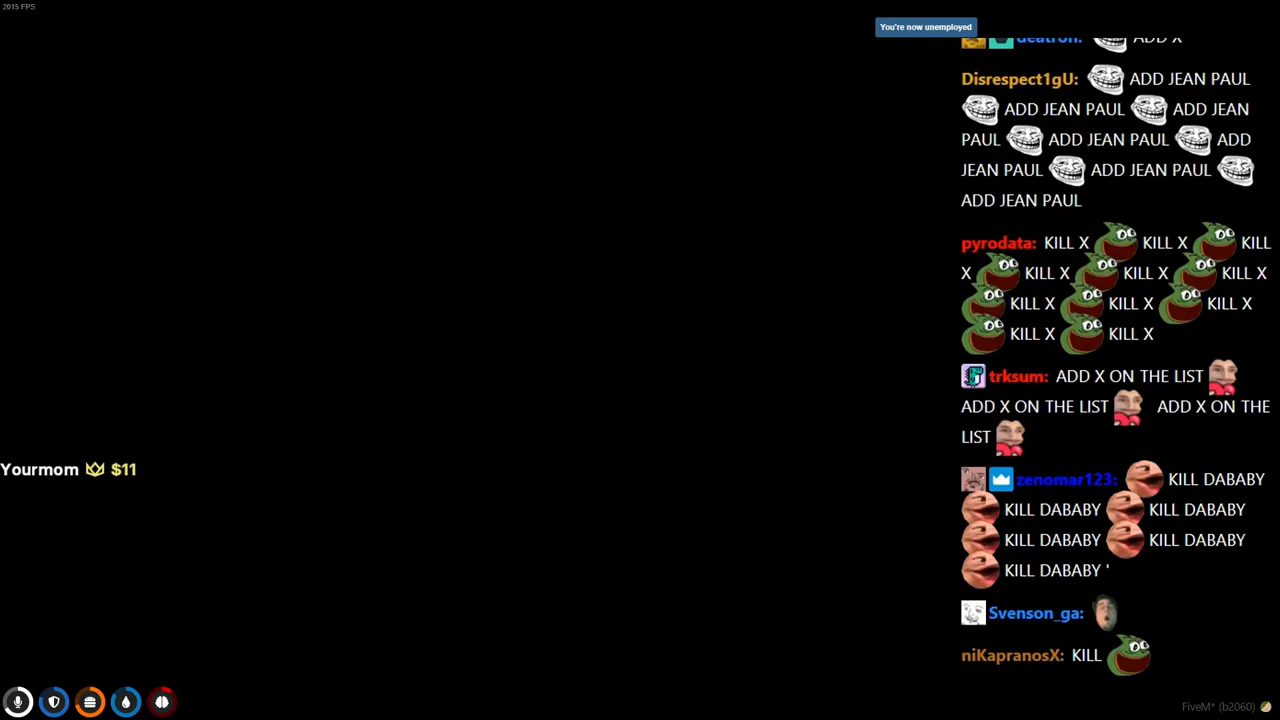 2015 FPS
You're now unemployed
deatron: ADD X
Disrespect1gU: ADD JEAN PAUL
ADD JEAN PAUL ADD JEAN
PAUL ADD JEAN PAUL ADD
JEAN PAUL ADD JEAN PAUL
ADD JEAN PAUL
pyrodata: KILL X KILL X KILL
X KILL X KILL X KILL X
KILL X KILL X KILL X
KILL X KILL X
trksum: ADD X ON THE LIST
ADD X ON THE LIST ADD X ON THE
LIST
Yourmom $11
zenomar123: KILL DABABY
KILL DABABY KILL DABABY
KILL DABABY KILL DABABY
KILL DABABY '
Svenson_ga:
niKapranosX: KILL
FiveM* (b2060)